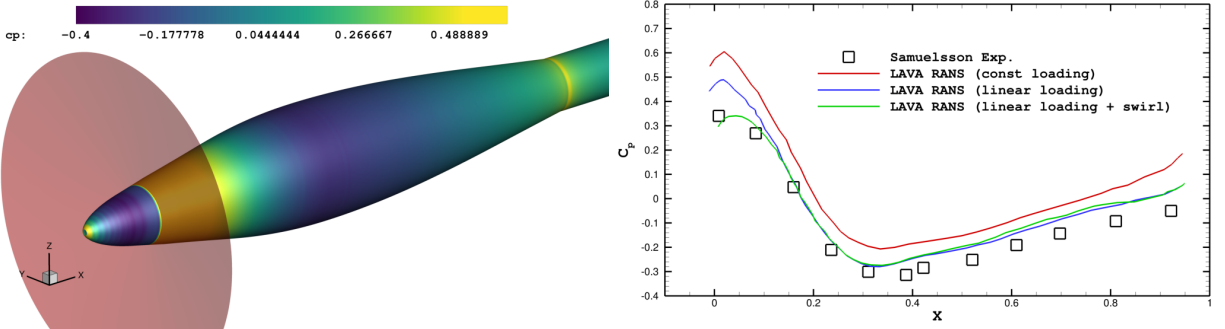 cp: -0.4 -0.177778 0.0444444 0.266667 0.488889
Z
Y
X
0.8
0.7
0.6
0.5
0.4
0.3
0.2
0.1
0
-0.1
-0.2
-0.3
-0.4
Cp
Samuelsson Exp.
LAVA RANS (const loading)
LAVA RANS (linear loading)
LAVA RANS (linear loading + swirl)
0 0.2 0.4 0.6 0.8 1
X